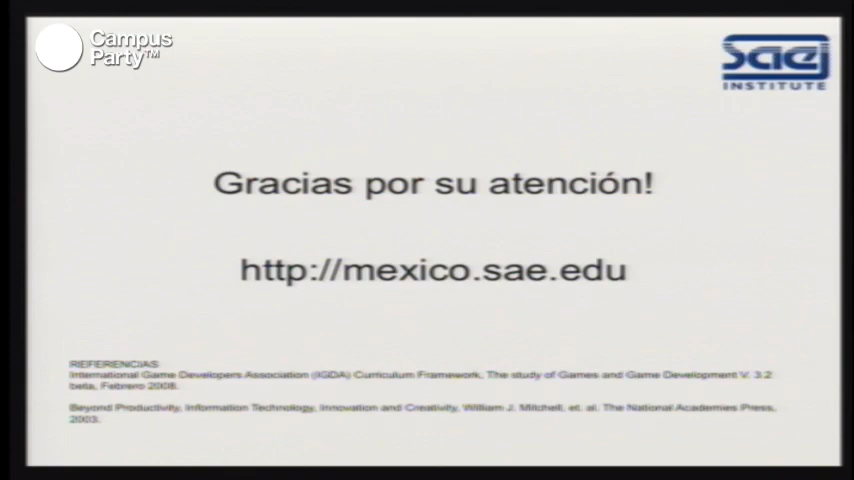 Campus
Party™
sae
INSTITUTE
Gracias por su atención!
http://mexico.sae.edu
REFERENCIAS
International Game Developers Association (IGDA) Curriculum Framework, The study of Games and Game Development V. 3.2
beta, Febrero 2008.
Beyond Productivity, Information Technology, Innovation and Creativity, William J. Mitchell, et. al. The National Academies Press,
2003.